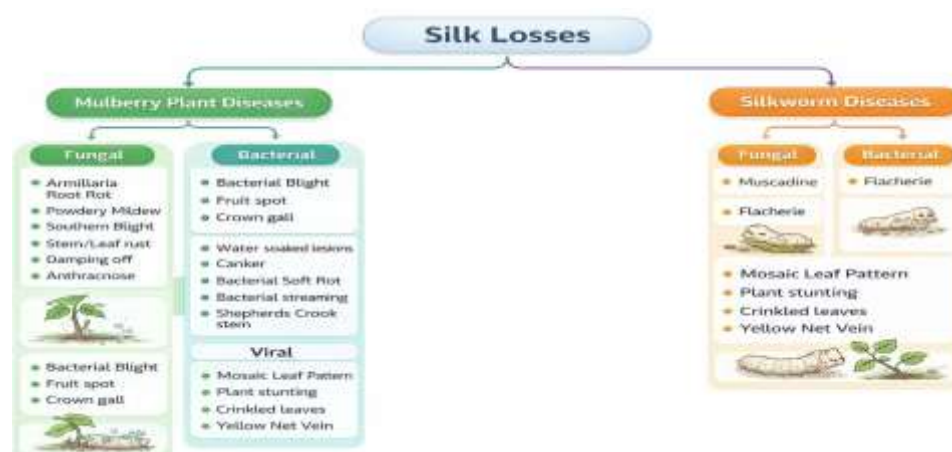 Silk Losses
Mulberry Plant Diseases
Fungal
Armillaria
Root Rot
Powdery Mildew
Southern Blight
Stem/Leaf rust
Damping off
Anthracnose
Bacterial Blight
Fruit spot
Crown gall
Bacterial
Bacterial Blight
Fruit spot
Crown gall
Water soaked lesions
Canker
Bacterial Soft Rot
Bacterial streaming
Shepherds Crook
stem
Viral
Mosaic Leaf Pattern
Plant stunting
Crinkled leaves
Yellow Net Vein
Silkworm Diseases
Fungal
Muscadine
Flacherie
Bacterial
Flacherie
Mosaic Leaf Pattern
Plant stunting
Crinkled leaves
Yellow Net Vein